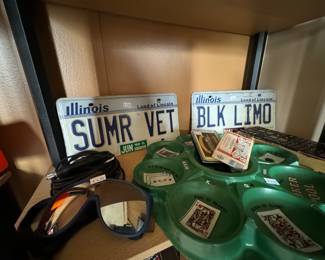 Illinois
Land of Lincoln
SUMR VET
JUN
Illinois
Land of Lincoln
BLK LIMO